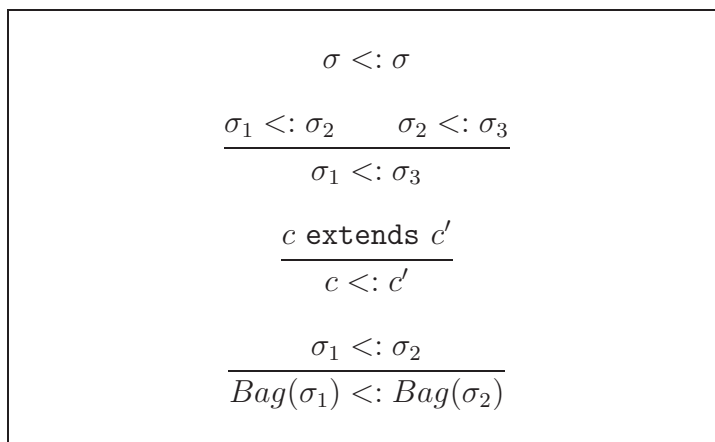 σ <: σ
σ₁ <: σ₂ σ₂ <: σ₃
σ₁ <: σ₃
c extends c′
c <: c′
σ₁ <: σ₂
Bag(σ₁) <: Bag(σ₂)